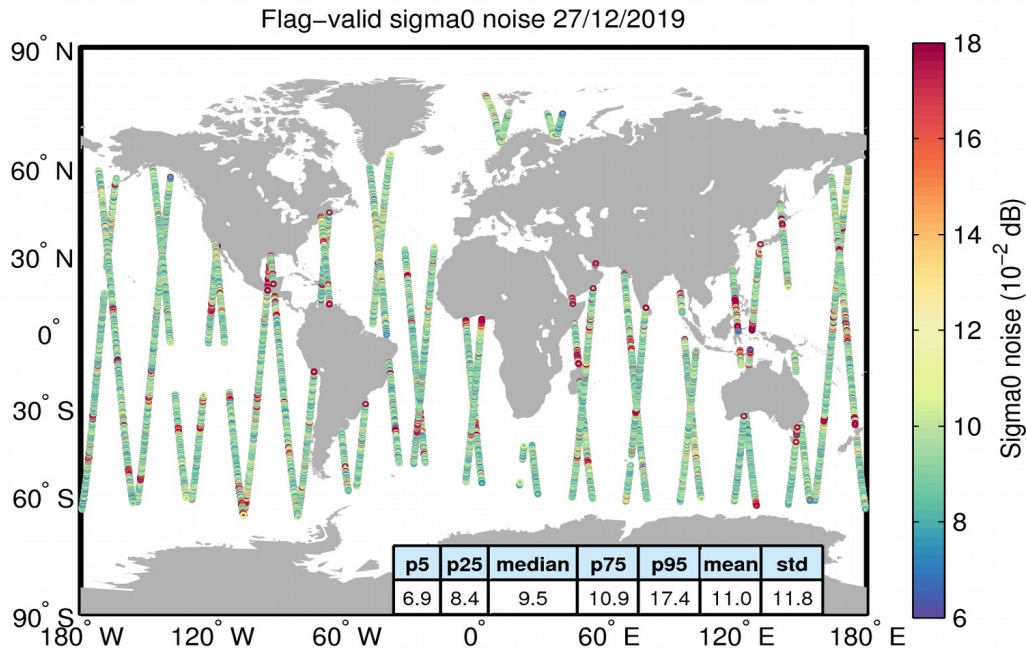 Flag−valid sigma0 noise 27/12/2019
90° N
60° N
30° N
0°
30° S
60° S
90° S
180° W
120° W
60° W
0°
60° E
120° E
180° E
p5 p25 median p75 p95 mean std
6.9 8.4 9.5 10.9 17.4 11.0 11.8
18
16
14
12
10
8
6
Sigma0 noise (10⁻² dB)